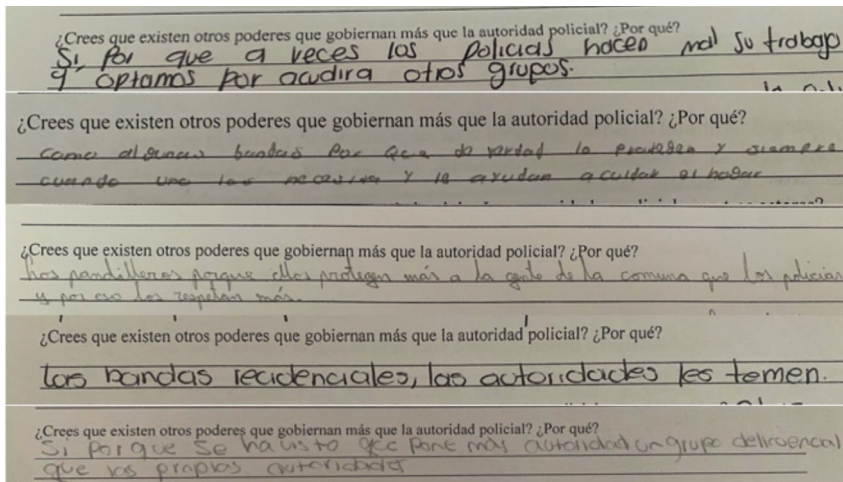 ¿Crees que existen otros poderes que gobiernan más que la autoridad policial? ¿Por qué?
Si, Por que a veces los policias hacen mal su trabajo
y optamos por acudira otros grupos.
¿Crees que existen otros poderes que gobiernan más que la autoridad policial? ¿Por qué?
como algunas bandas Por que de verdad lo Protegen y siempre
cuando uno los necesita y le ayudan a cuidar el hogar
¿Crees que existen otros poderes que gobiernan más que la autoridad policial? ¿Por qué?
Los pandilleros porque ellos protegen más a la gente de la comuna que los policias
y por eso los respetan más.
¿Crees que existen otros poderes que gobiernan más que la autoridad policial? ¿Por qué?
Las bandas recidenciales, las autoridades les temen.
¿Crees que existen otros poderes que gobiernan más que la autoridad policial? ¿Por qué?
Si porque se ha visto que pone más autoridad un grupo delincuencial
que las propias autoridades